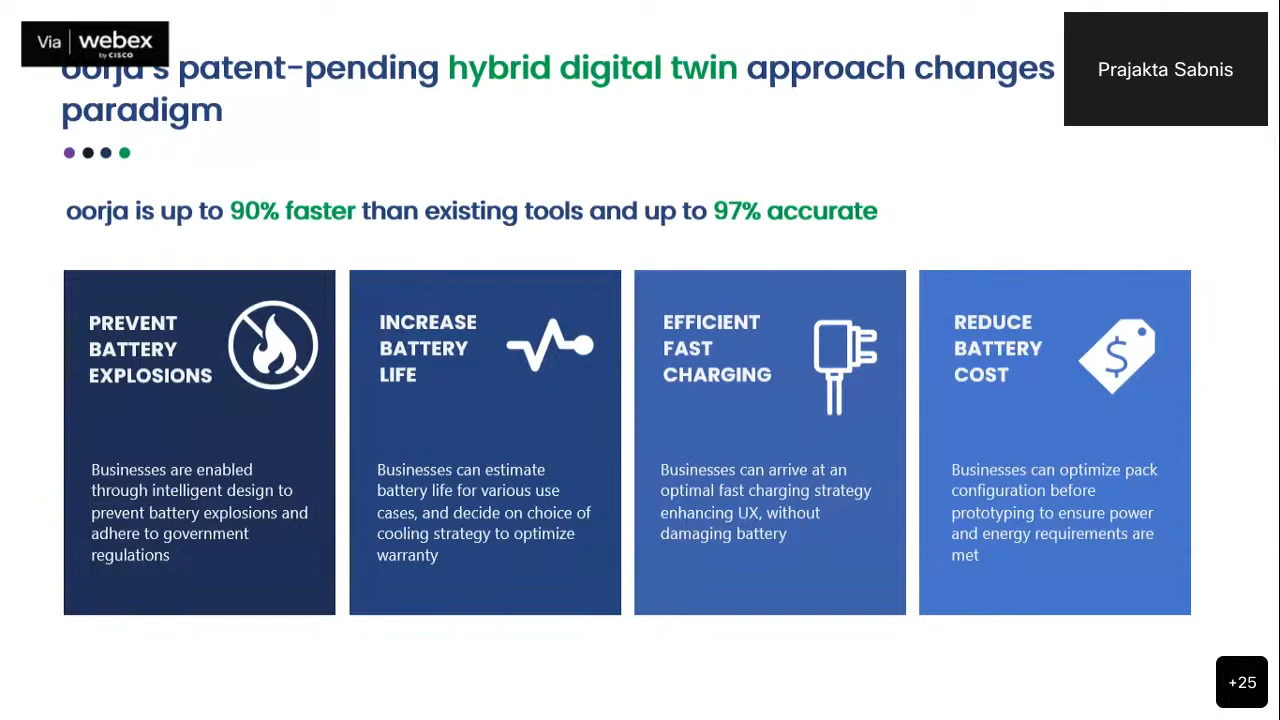 Via webex
by CISCO
oorja's patent-pending hybrid digital twin approach changes
paradigm
Prajakta Sabnis
oorja is up to 90% faster than existing tools and up to 97% accurate
PREVENT
BATTERY
EXPLOSIONS
Businesses are enabled
through intelligent design to
prevent battery explosions and
adhere to government
regulations
INCREASE
BATTERY
LIFE
Businesses can estimate
battery life for various use
cases, and decide on choice of
cooling strategy to optimize
warranty
EFFICIENT
FAST
CHARGING
Businesses can arrive at an
optimal fast charging strategy
enhancing UX, without
damaging battery
REDUCE
BATTERY
COST
$
Businesses can optimize pack
configuration before
prototyping to ensure power
and energy requirements are
met
+25